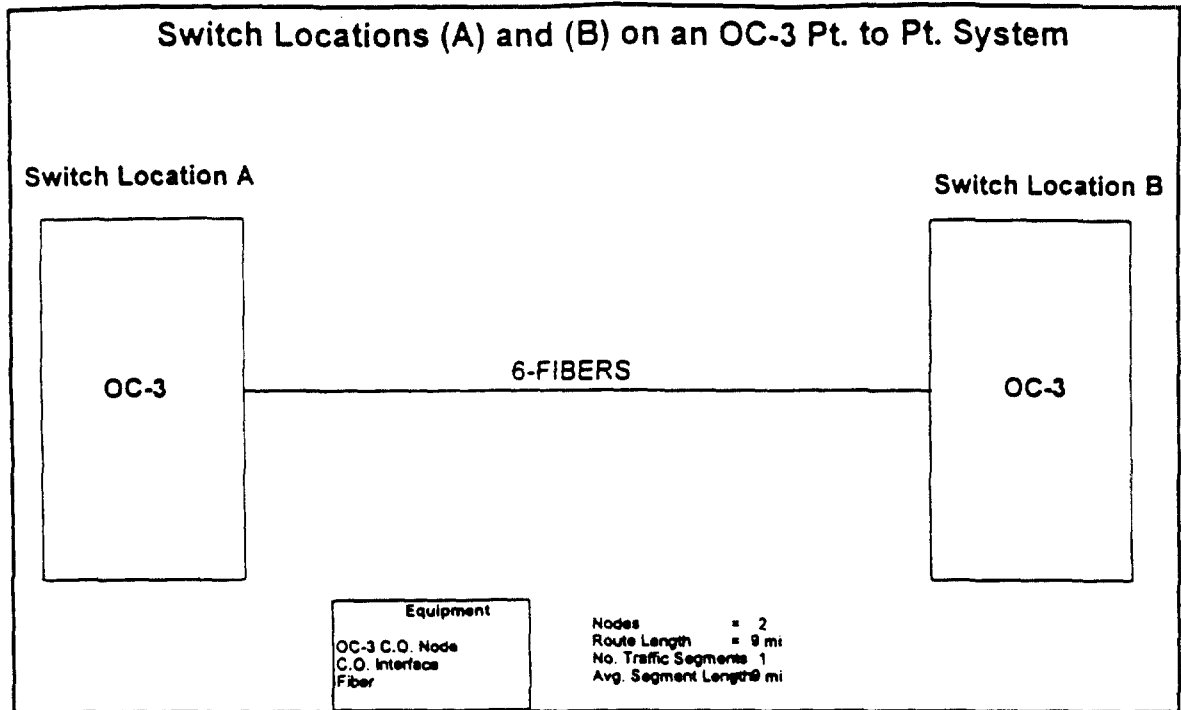 Switch Locations (A) and (B) on an OC-3 Pt. to Pt. System
Switch Location A
Switch Location B
OC-3
6-FIBERS
OC-3
Equipment
OC-3 C.O. Node
C.O. Interface
Fiber
Nodes = 2
Route Length = 9 mi
No. Traffic Segments 1
Avg. Segment Length 9 mi